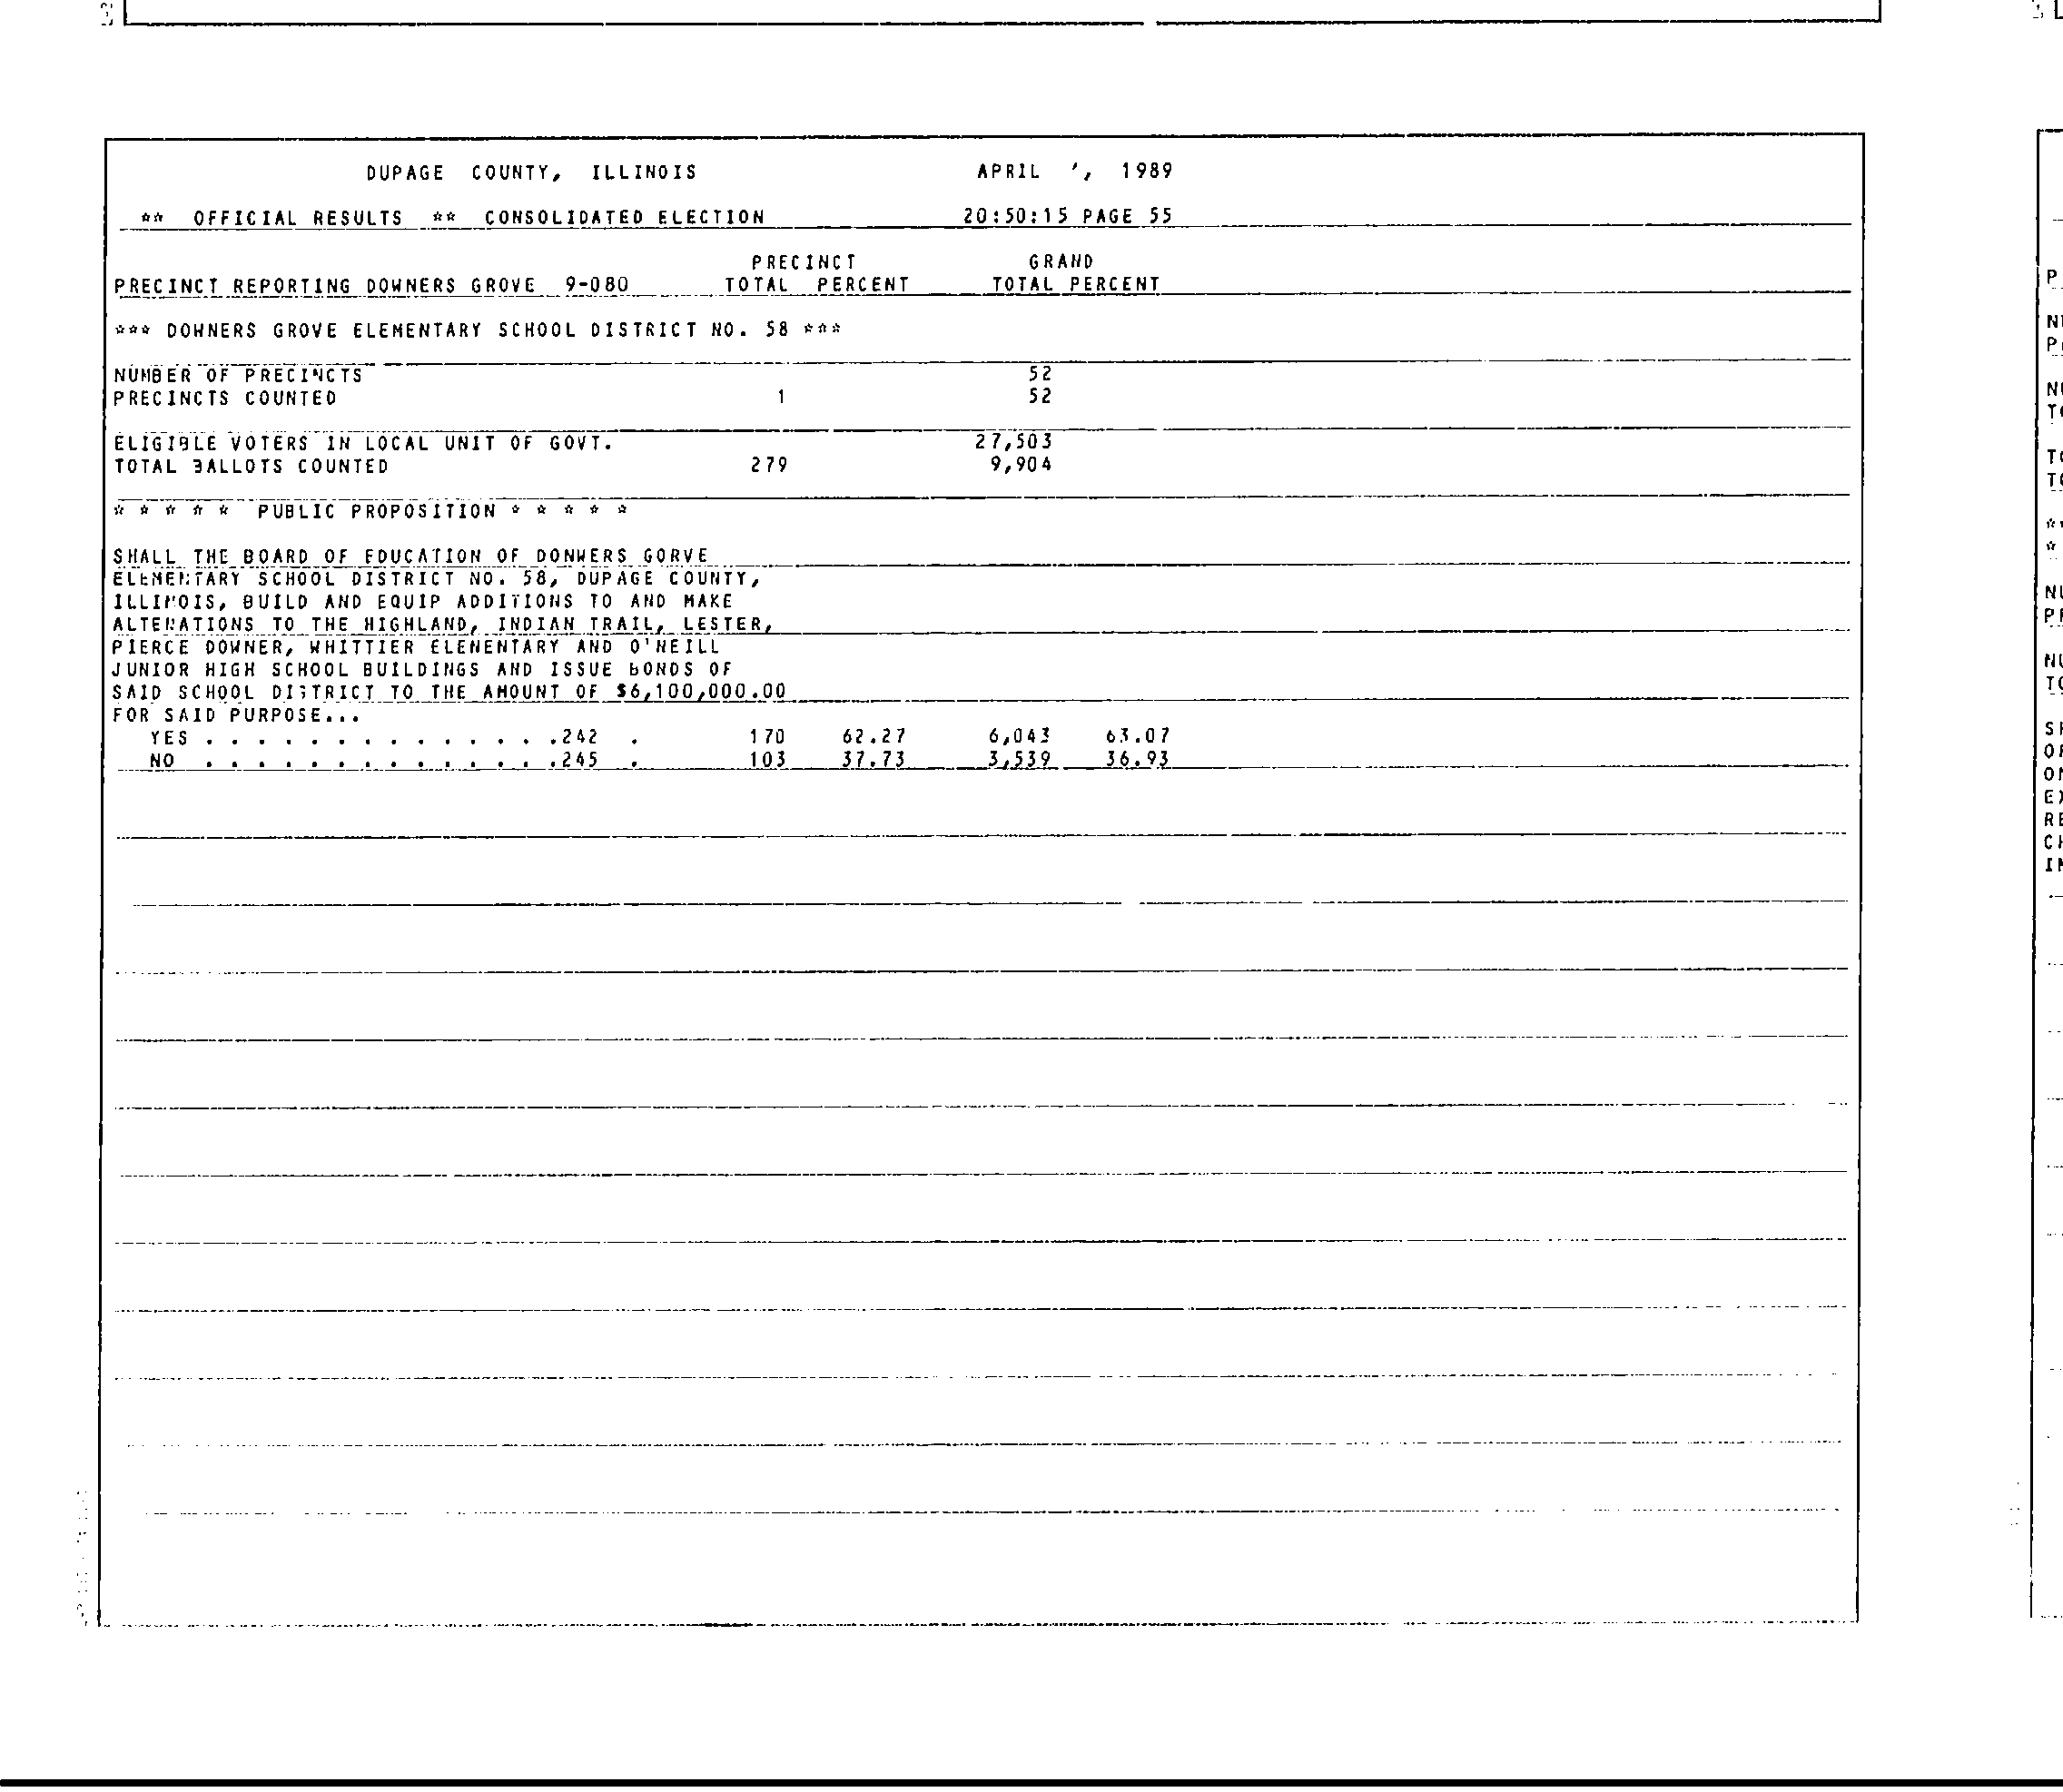 DUPAGE COUNTY, ILLINOIS APRIL ', 1989
** OFFICIAL RESULTS ** CONSOLIDATED ELECTION 20:50:15 PAGE 55
PRECINCT GRAND
PRECINCT REPORTING DOWNERS GROVE 9-080 TOTAL PERCENT TOTAL PERCENT
*** DOWNERS GROVE ELEMENTARY SCHOOL DISTRICT NO. 58 ***
NUMBER OF PRECINCTS 52
PRECINCTS COUNTED 1 52
ELIGIBLE VOTERS IN LOCAL UNIT OF GOVT. 27,503
TOTAL BALLOTS COUNTED 279 9,904
* * * * * PUBLIC PROPOSITION * * * * *
SHALL THE BOARD OF EDUCATION OF DONWERS GORVE
ELEMENTARY SCHOOL DISTRICT NO. 58, DUPAGE COUNTY,
ILLINOIS, BUILD AND EQUIP ADDITIONS TO AND MAKE
ALTERATIONS TO THE HIGHLAND, INDIAN TRAIL, LESTER,
PIERCE DOWNER, WHITTIER ELENENTARY AND O'NEILL
JUNIOR HIGH SCHOOL BUILDINGS AND ISSUE BONDS OF
SAID SCHOOL DISTRICT TO THE AMOUNT OF $6,100,000.00
FOR SAID PURPOSE...
YES . . . . . . . . . . . . . .242 . 170 62.27 6,043 63.07
NO . . . . . . . . . . . . . .245 . 103 37.73 3,539 36.93